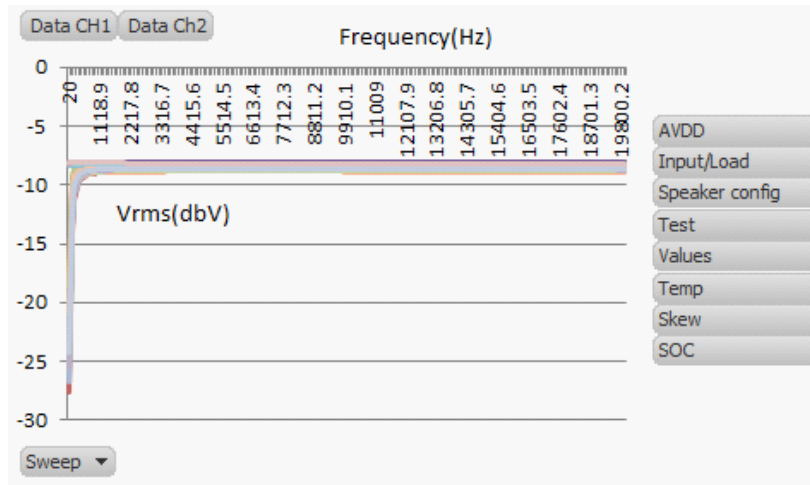 Data CH1 Data Ch2
Frequency(Hz)
0
20 1118.9 2217.8 3316.7 4415.6 5514.5 6613.4 7712.3 8811.2 9910.1 11009 12107.9 13206.8 14305.7 15404.6 16503.5 17602.4 18701.3 19800.2
-5
AVDD
Input/Load
-10
Speaker config
Vrms(dbV)
Test
-15
Values
Temp
-20
Skew
SOC
-25
-30
Sweep